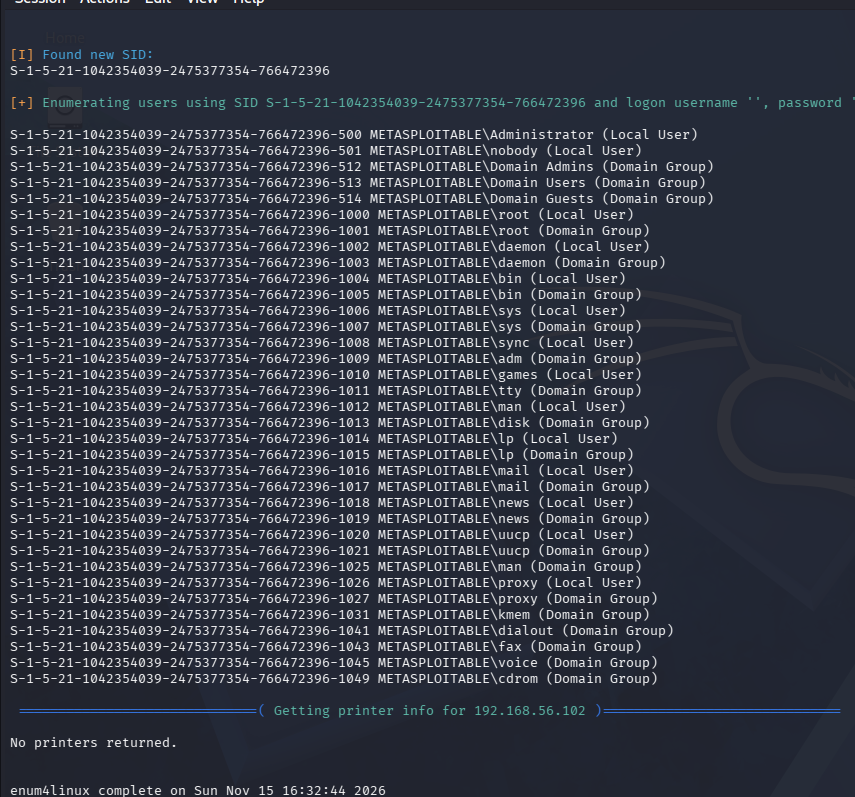 Session Actions Edit View Help
Home
[I] Found new SID:
S-1-5-21-1042354039-2475377354-766472396
[+] Enumerating users using SID S-1-5-21-1042354039-2475377354-766472396 and logon username '', password '
S-1-5-21-1042354039-2475377354-766472396-500 METASPLOITABLE\Administrator (Local User)
S-1-5-21-1042354039-2475377354-766472396-501 METASPLOITABLE\nobody (Local User)
S-1-5-21-1042354039-2475377354-766472396-512 METASPLOITABLE\Domain Admins (Domain Group)
S-1-5-21-1042354039-2475377354-766472396-513 METASPLOITABLE\Domain Users (Domain Group)
S-1-5-21-1042354039-2475377354-766472396-514 METASPLOITABLE\Domain Guests (Domain Group)
S-1-5-21-1042354039-2475377354-766472396-1000 METASPLOITABLE\root (Local User)
S-1-5-21-1042354039-2475377354-766472396-1001 METASPLOITABLE\root (Domain Group)
S-1-5-21-1042354039-2475377354-766472396-1002 METASPLOITABLE\daemon (Local User)
S-1-5-21-1042354039-2475377354-766472396-1003 METASPLOITABLE\daemon (Domain Group)
S-1-5-21-1042354039-2475377354-766472396-1004 METASPLOITABLE\bin (Local User)
S-1-5-21-1042354039-2475377354-766472396-1005 METASPLOITABLE\bin (Domain Group)
S-1-5-21-1042354039-2475377354-766472396-1006 METASPLOITABLE\sys (Local User)
S-1-5-21-1042354039-2475377354-766472396-1007 METASPLOITABLE\sys (Domain Group)
S-1-5-21-1042354039-2475377354-766472396-1008 METASPLOITABLE\sync (Local User)
S-1-5-21-1042354039-2475377354-766472396-1009 METASPLOITABLE\adm (Domain Group)
S-1-5-21-1042354039-2475377354-766472396-1010 METASPLOITABLE\games (Local User)
S-1-5-21-1042354039-2475377354-766472396-1011 METASPLOITABLE\tty (Domain Group)
S-1-5-21-1042354039-2475377354-766472396-1012 METASPLOITABLE\man (Local User)
S-1-5-21-1042354039-2475377354-766472396-1013 METASPLOITABLE\disk (Domain Group)
S-1-5-21-1042354039-2475377354-766472396-1014 METASPLOITABLE\lp (Local User)
S-1-5-21-1042354039-2475377354-766472396-1015 METASPLOITABLE\lp (Domain Group)
S-1-5-21-1042354039-2475377354-766472396-1016 METASPLOITABLE\mail (Local User)
S-1-5-21-1042354039-2475377354-766472396-1017 METASPLOITABLE\mail (Domain Group)
S-1-5-21-1042354039-2475377354-766472396-1018 METASPLOITABLE\news (Local User)
S-1-5-21-1042354039-2475377354-766472396-1019 METASPLOITABLE\news (Domain Group)
S-1-5-21-1042354039-2475377354-766472396-1020 METASPLOITABLE\uucp (Local User)
S-1-5-21-1042354039-2475377354-766472396-1021 METASPLOITABLE\uucp (Domain Group)
S-1-5-21-1042354039-2475377354-766472396-1025 METASPLOITABLE\man (Domain Group)
S-1-5-21-1042354039-2475377354-766472396-1026 METASPLOITABLE\proxy (Local User)
S-1-5-21-1042354039-2475377354-766472396-1027 METASPLOITABLE\proxy (Domain Group)
S-1-5-21-1042354039-2475377354-766472396-1031 METASPLOITABLE\kmem (Domain Group)
S-1-5-21-1042354039-2475377354-766472396-1041 METASPLOITABLE\dialout (Domain Group)
S-1-5-21-1042354039-2475377354-766472396-1043 METASPLOITABLE\fax (Domain Group)
S-1-5-21-1042354039-2475377354-766472396-1045 METASPLOITABLE\voice (Domain Group)
S-1-5-21-1042354039-2475377354-766472396-1049 METASPLOITABLE\cdrom (Domain Group)
( Getting printer info for 192.168.56.102 )
No printers returned.
enum4linux complete on Sun Nov 15 16:32:44 2026